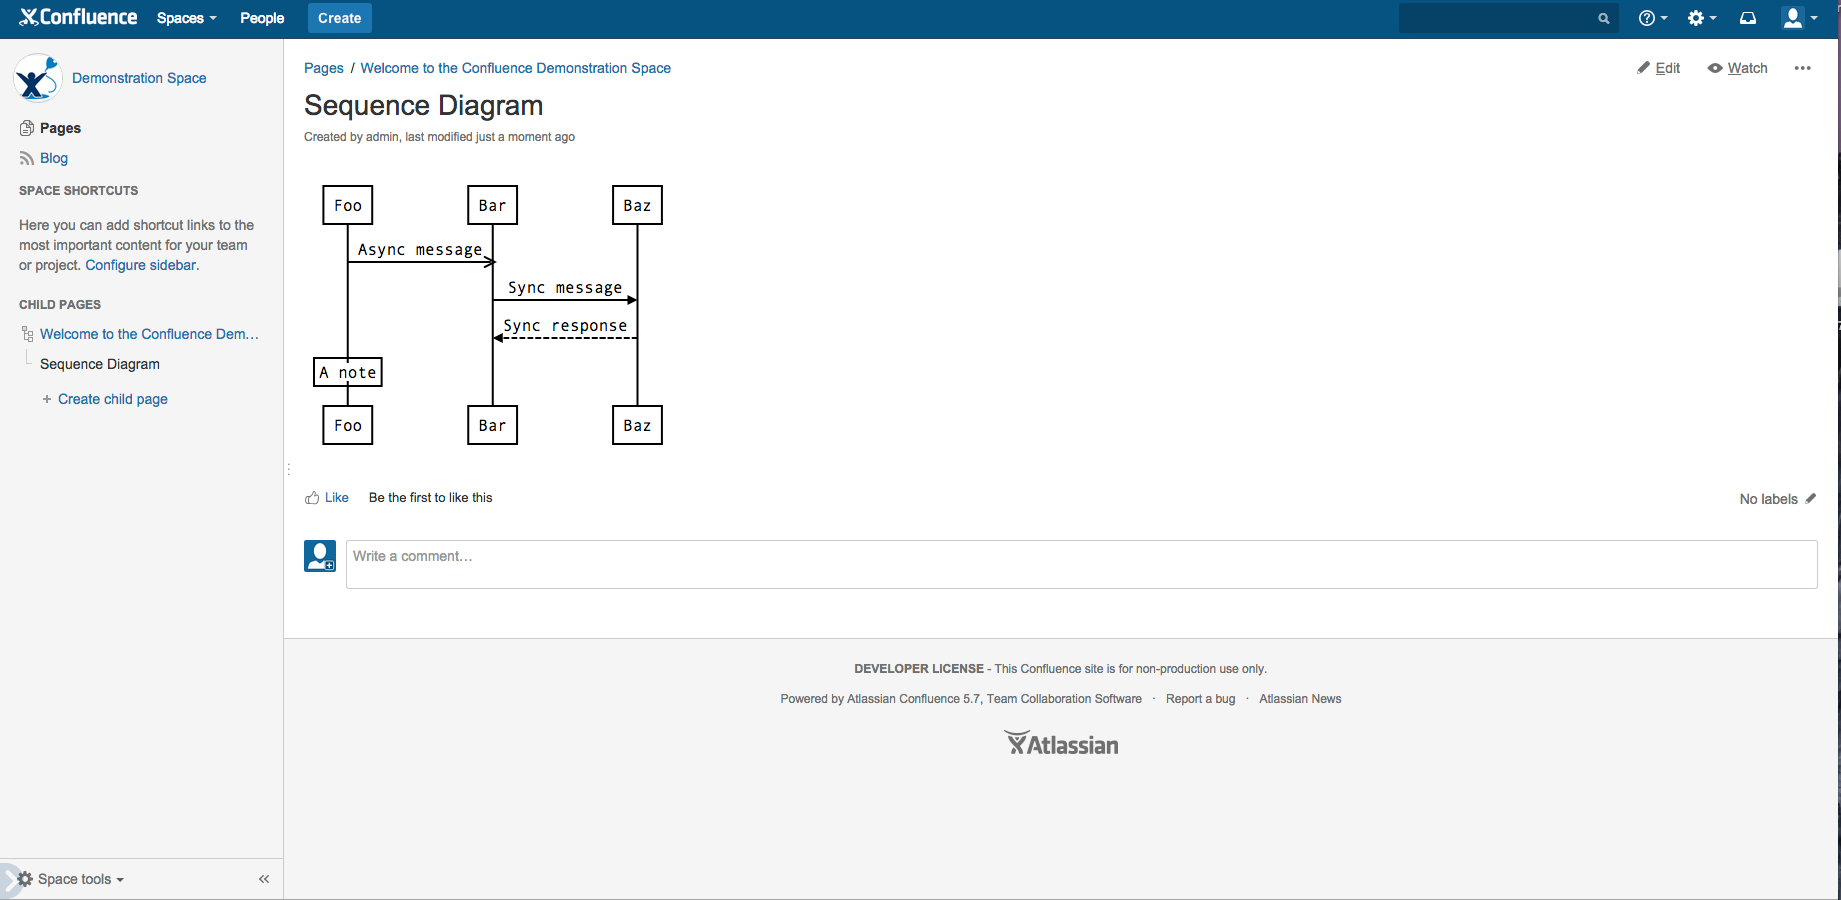 Confluence Spaces People Create
Demonstration Space
Pages
Blog
SPACE SHORTCUTS
Here you can add shortcut links to the
most important content for your team
or project. Configure sidebar.
CHILD PAGES
Welcome to the Confluence Dem...
Sequence Diagram
+ Create child page
Space tools
Pages / Welcome to the Confluence Demonstration Space
Edit Watch
Sequence Diagram
Created by admin, last modified just a moment ago
Foo Bar Baz
Async message
Sync message
Sync response
A note
Foo Bar Baz
Like Be the first to like this
No labels
Write a comment...
DEVELOPER LICENSE - This Confluence site is for non-production use only.
Powered by Atlassian Confluence 5.7, Team Collaboration Software · Report a bug · Atlassian News
Atlassian